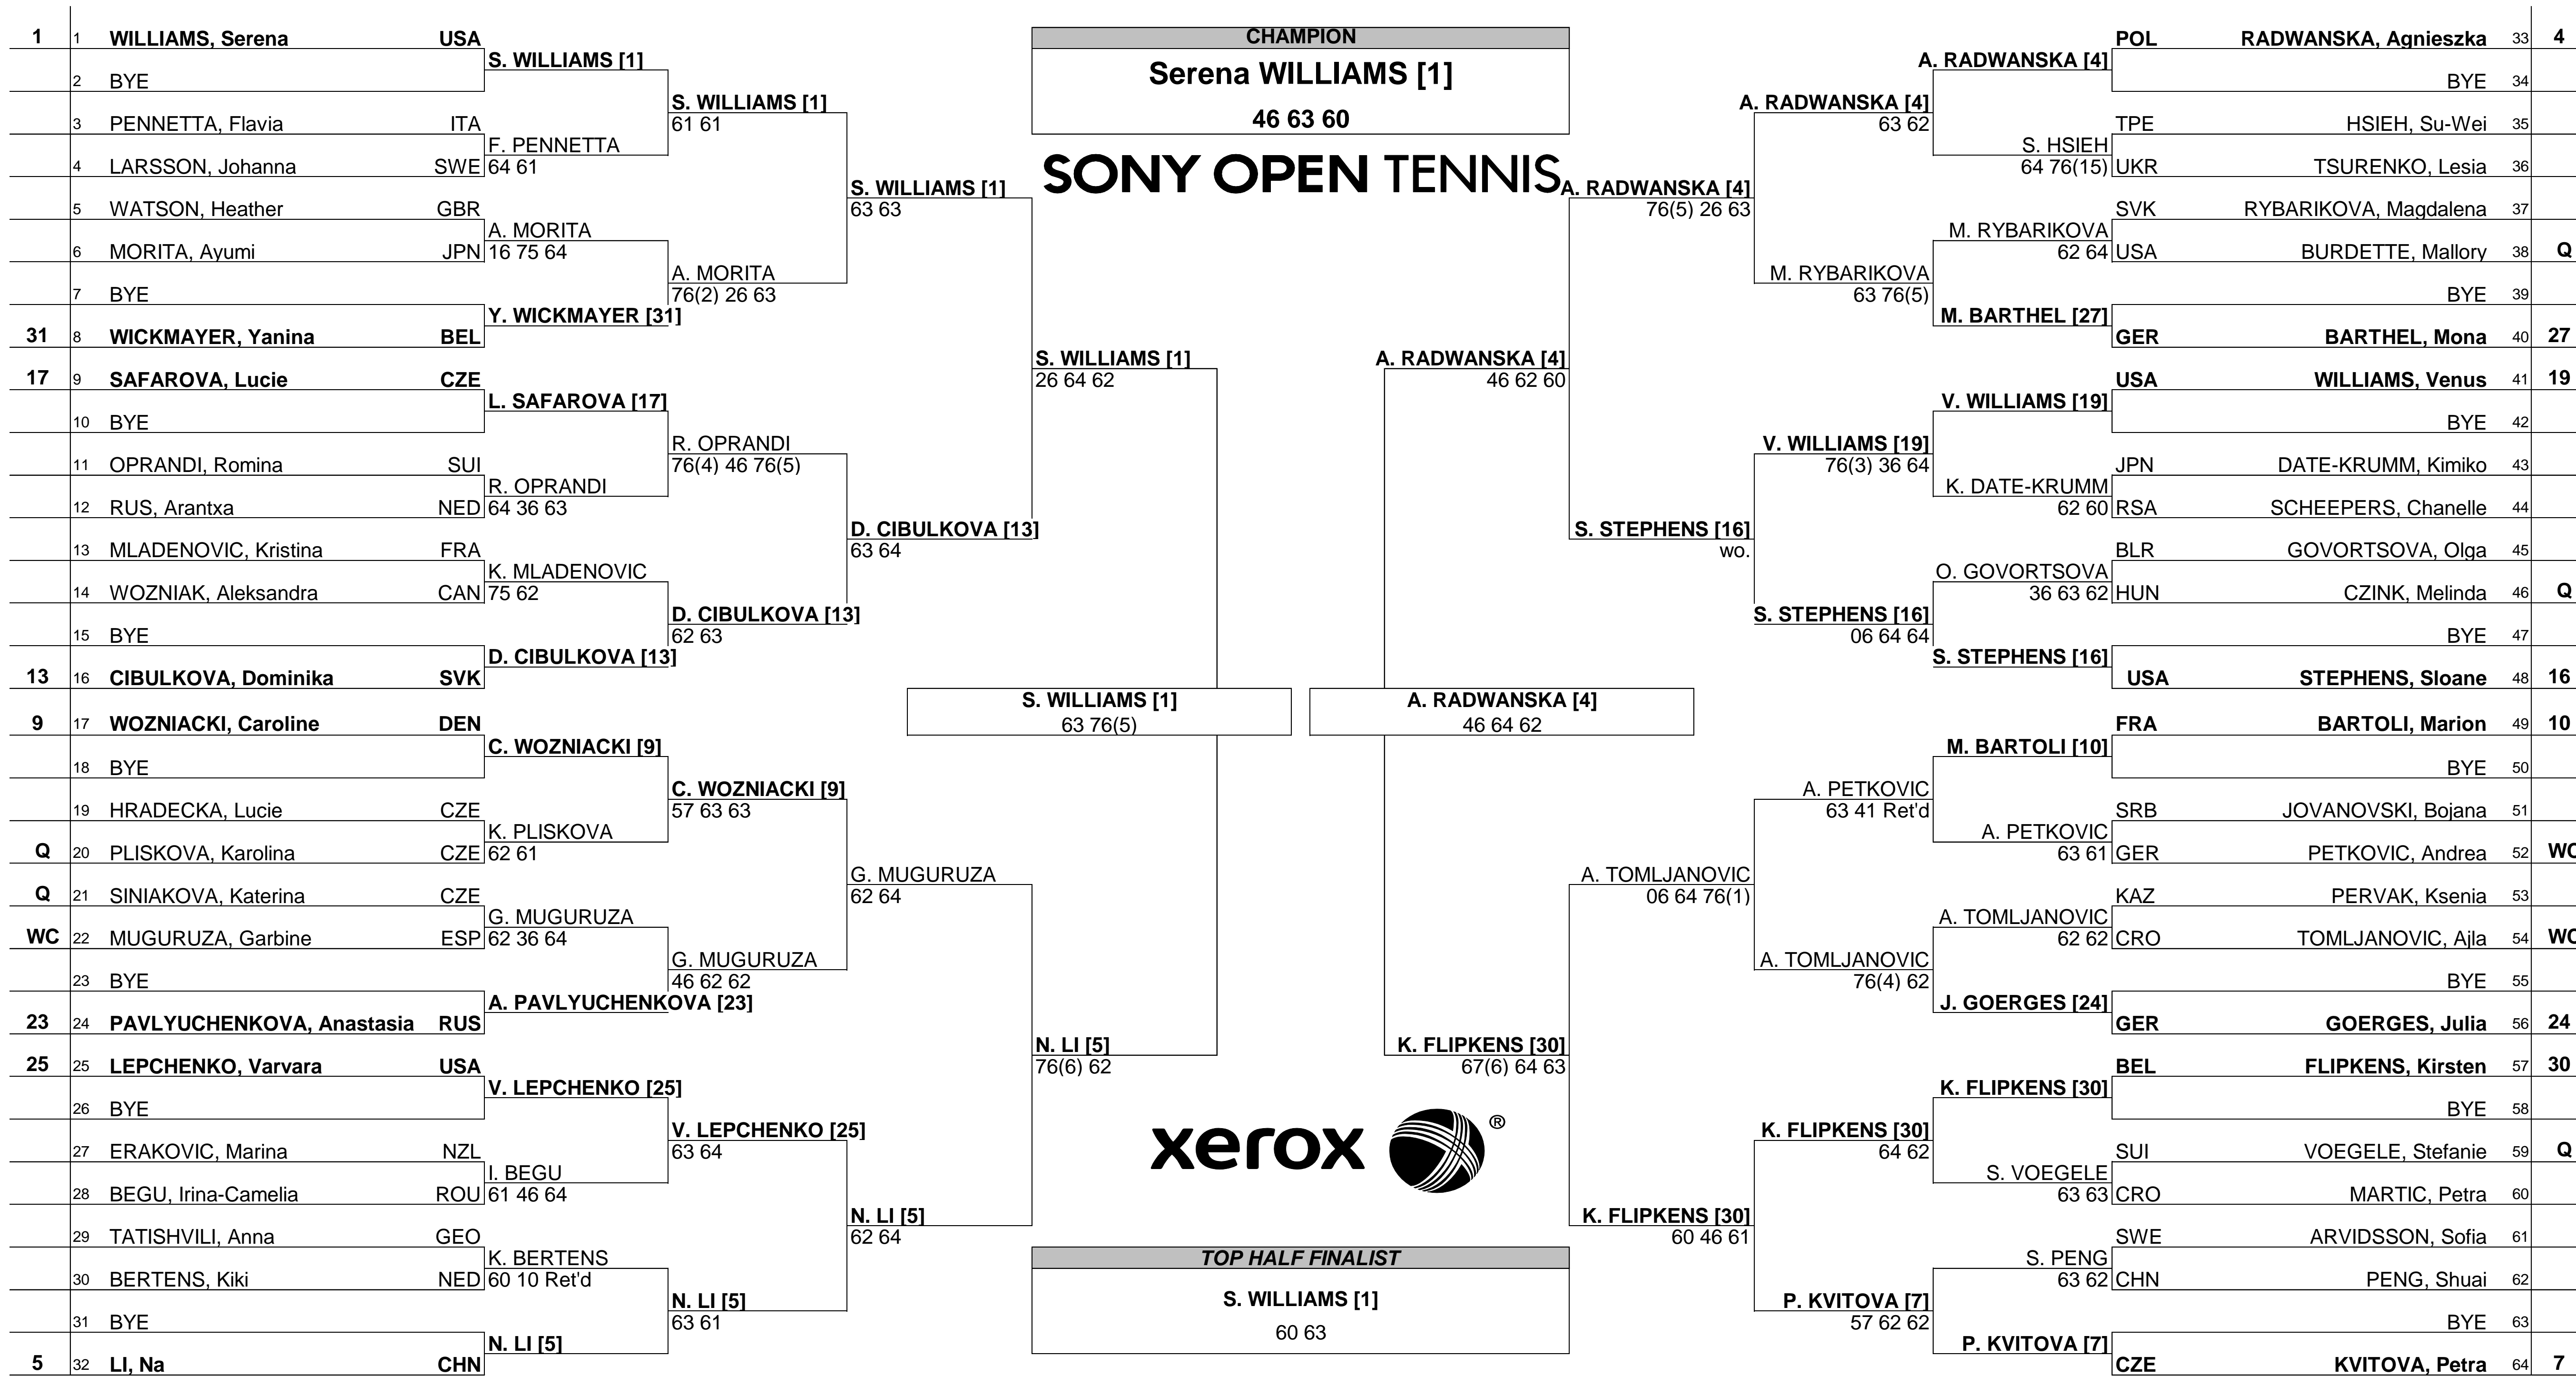 CHAMPION
Serena WILLIAMS [1]
46 63 60
SONY OPEN TENNIS
1 1 WILLIAMS, Serena USA
S. WILLIAMS [1]
2 BYE
S. WILLIAMS [1]
61 61
3 PENNETTA, Flavia ITA
F. PENNETTA
4 LARSSON, Johanna SWE 64 61
S. WILLIAMS [1]
63 63
5 WATSON, Heather GBR
A. MORITA
6 MORITA, Ayumi JPN 16 75 64
A. MORITA
76(2) 26 63
7 BYE
Y. WICKMAYER [31]
31 8 WICKMAYER, Yanina BEL
S. WILLIAMS [1]
26 64 62
17 9 SAFAROVA, Lucie CZE
L. SAFAROVA [17]
10 BYE
R. OPRANDI
76(4) 46 76(5)
11 OPRANDI, Romina SUI
R. OPRANDI
12 RUS, Arantxa NED 64 36 63
D. CIBULKOVA [13]
63 64
13 MLADENOVIC, Kristina FRA
K. MLADENOVIC
14 WOZNIAK, Aleksandra CAN 75 62
D. CIBULKOVA [13]
62 63
15 BYE
D. CIBULKOVA [13]
13 16 CIBULKOVA, Dominika SVK
S. WILLIAMS [1]
63 76(5)
9 17 WOZNIACKI, Caroline DEN
C. WOZNIACKI [9]
18 BYE
C. WOZNIACKI [9]
57 63 63
19 HRADECKA, Lucie CZE
K. PLISKOVA
Q 20 PLISKOVA, Karolina CZE 62 61
G. MUGURUZA
62 64
Q 21 SINIAKOVA, Katerina CZE
G. MUGURUZA
WC 22 MUGURUZA, Garbine ESP 62 36 64
G. MUGURUZA
46 62 62
23 BYE
A. PAVLYUCHENKOVA [23]
23 24 PAVLYUCHENKOVA, Anastasia RUS
N. LI [5]
76(6) 62
25 25 LEPCHENKO, Varvara USA
V. LEPCHENKO [25]
26 BYE
V. LEPCHENKO [25]
63 64
27 ERAKOVIC, Marina NZL
I. BEGU
28 BEGU, Irina-Camelia ROU 61 46 64
N. LI [5]
62 64
29 TATISHVILI, Anna GEO
K. BERTENS
30 BERTENS, Kiki NED 60 10 Ret'd
N. LI [5]
63 61
31 BYE
N. LI [5]
5 32 LI, Na CHN
POL RADWANSKA, Agnieszka 33 4
A. RADWANSKA [4]
BYE 34
A. RADWANSKA [4]
63 62
TPE HSIEH, Su-Wei 35
S. HSIEH
64 76(15) UKR TSURENKO, Lesia 36
A. RADWANSKA [4]
76(5) 26 63
SVK RYBARIKOVA, Magdalena 37
M. RYBARIKOVA
62 64 USA BURDETTE, Mallory 38 Q
M. RYBARIKOVA
63 76(5)
BYE 39
M. BARTHEL [27]
GER BARTHEL, Mona 40 27
A. RADWANSKA [4]
46 62 60
USA WILLIAMS, Venus 41 19
V. WILLIAMS [19]
BYE 42
V. WILLIAMS [19]
76(3) 36 64
JPN DATE-KRUMM, Kimiko 43
K. DATE-KRUMM
62 60 RSA SCHEEPERS, Chanelle 44
S. STEPHENS [16]
wo.
BLR GOVORTSOVA, Olga 45
O. GOVORTSOVA
36 63 62 HUN CZINK, Melinda 46 Q
S. STEPHENS [16]
06 64 64
BYE 47
S. STEPHENS [16]
USA STEPHENS, Sloane 48 16
A. RADWANSKA [4]
46 64 62
FRA BARTOLI, Marion 49 10
M. BARTOLI [10]
BYE 50
A. PETKOVIC
63 41 Ret'd
SRB JOVANOVSKI, Bojana 51
A. PETKOVIC
63 61 GER PETKOVIC, Andrea 52 WC
A. TOMLJANOVIC
06 64 76(1)
KAZ PERVAK, Ksenia 53
A. TOMLJANOVIC
62 62 CRO TOMLJANOVIC, Ajla 54 WC
A. TOMLJANOVIC
76(4) 62
BYE 55
J. GOERGES [24]
GER GOERGES, Julia 56 24
K. FLIPKENS [30]
67(6) 64 63
BEL FLIPKENS, Kirsten 57 30
K. FLIPKENS [30]
BYE 58
K. FLIPKENS [30]
64 62
SUI VOEGELE, Stefanie 59 Q
S. VOEGELE
63 63 CRO MARTIC, Petra 60
K. FLIPKENS [30]
60 46 61
SWE ARVIDSSON, Sofia 61
S. PENG
63 62 CHN PENG, Shuai 62
P. KVITOVA [7]
57 62 62
BYE 63
P. KVITOVA [7]
CZE KVITOVA, Petra 64 7
xerox ®
TOP HALF FINALIST
S. WILLIAMS [1]
60 63